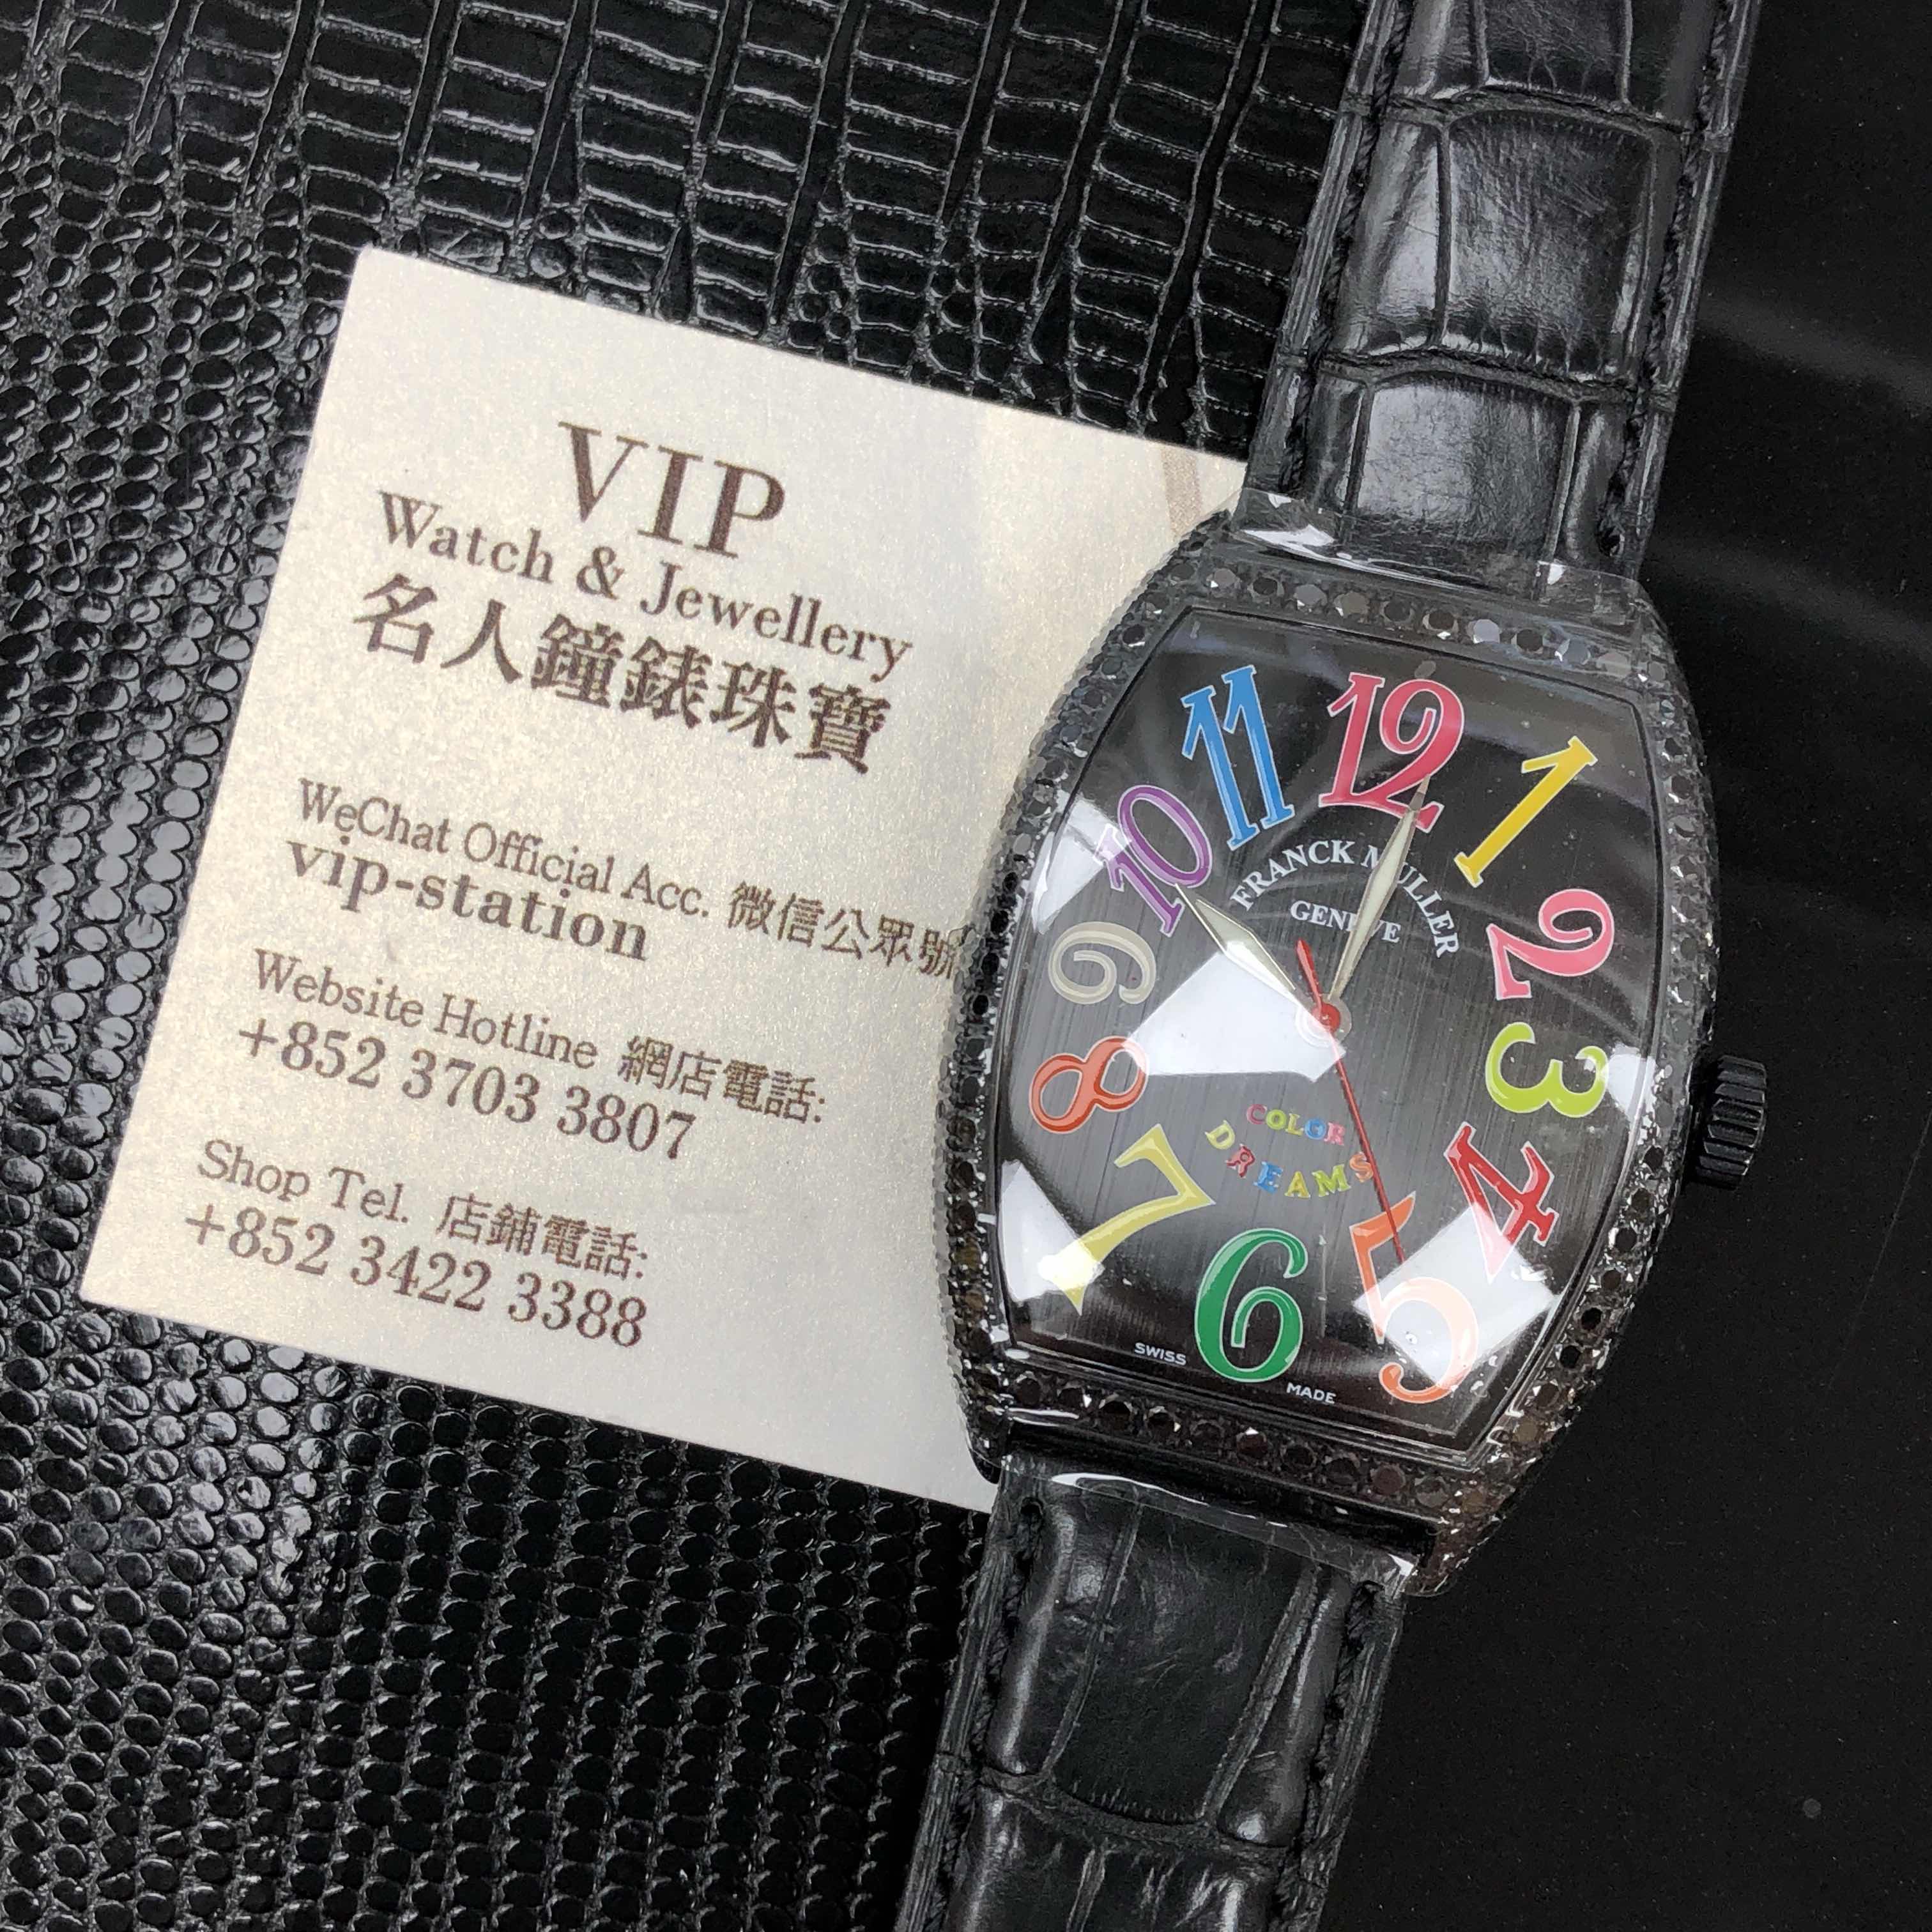 VIP
Watch & Jewellery
名人鐘錶珠寶
WeChat Official Acc. 微信公眾號
vip-station
Website Hotline 網店電話:
+852 3703 3807
Shop Tel. 店鋪電話:
+852 3422 3388
11 12 1
10 2
9 3
8 4
7 6 5
FRANCK MULLER
GENEVE
COLOR
DREAMS
SWISS MADE